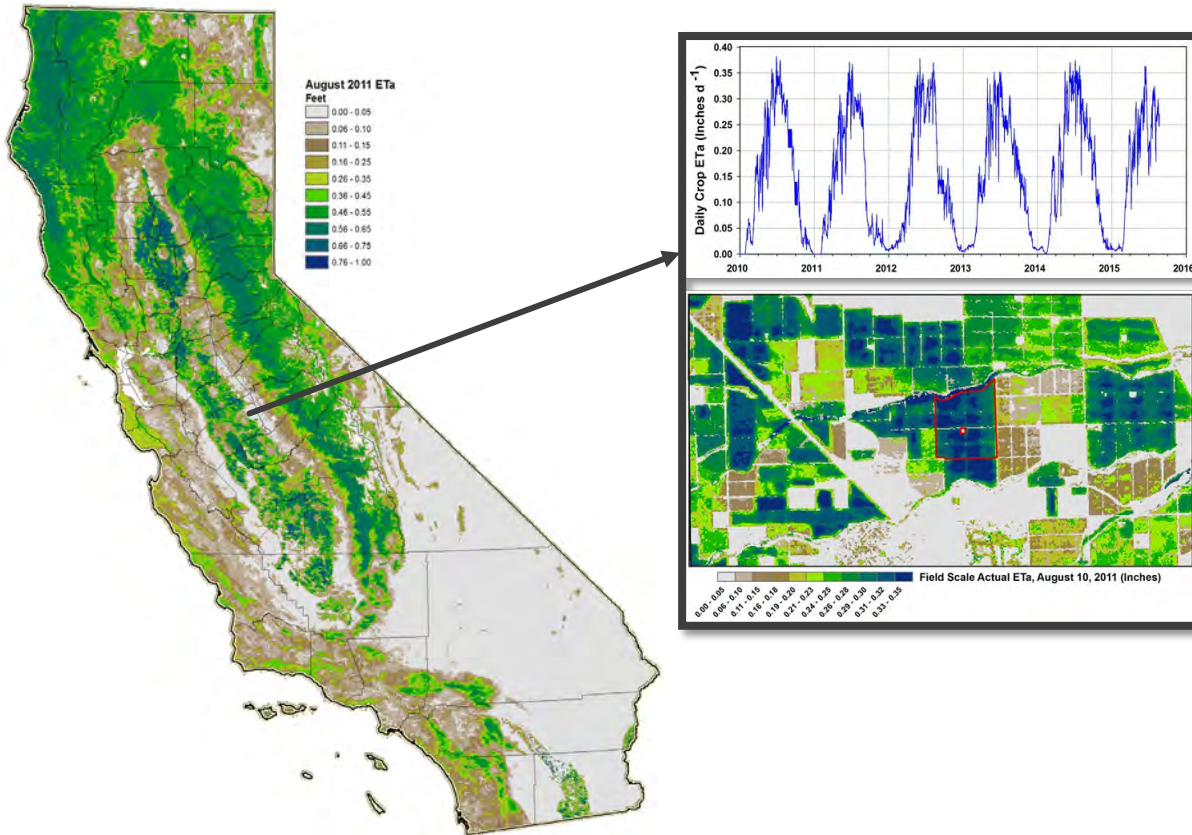 August 2011 ETa
Feet
0.00 - 0.05
0.06 - 0.10
0.11 - 0.15
0.16 - 0.25
0.26 - 0.35
0.36 - 0.45
0.46 - 0.55
0.56 - 0.65
0.66 - 0.75
0.76 - 1.00
Daily Crop ETa (Inches d⁻¹)
0.40
0.35
0.30
0.25
0.20
0.15
0.10
0.05
0.00
2010 2011 2012 2013 2014 2015 2016
Field Scale Actual ETa, August 10, 2011 (Inches)
0.00 - 0.05
0.06 - 0.10
0.11 - 0.15
0.16 - 0.18
0.19 - 0.20
0.21 - 0.23
0.24 - 0.25
0.26 - 0.28
0.29 - 0.30
0.31 - 0.32
0.33 - 0.35